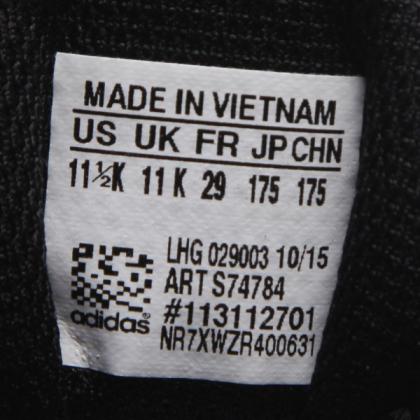 MADE IN VIETNAM
US UK FR JP CHN
11½K 11K 29 175 175
LHG 029003 10/15
ART S74784
#113112701
adidas®
NR7XWZR400631